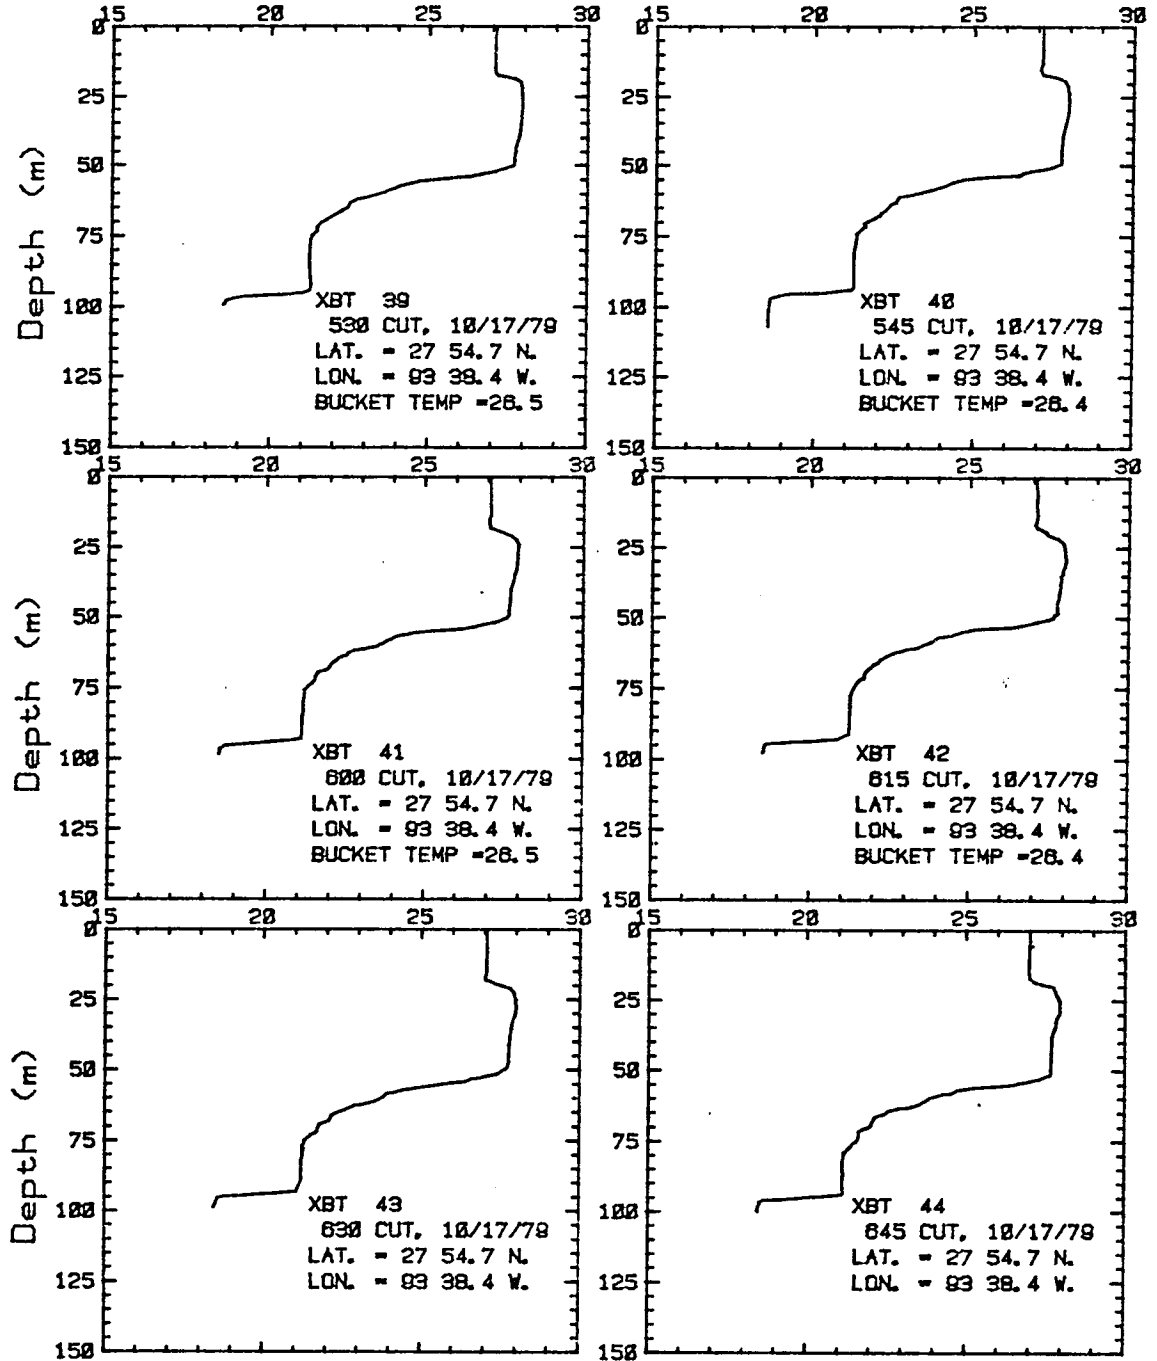 15 20 25 30
0
25
50
75
100
125
150
Depth (m)
XBT 39
530 CUT, 10/17/79
LAT. = 27 54.7 N.
LON. = 93 38.4 W.
BUCKET TEMP =26.5
15 20 25 30
0
25
50
75
100
125
150
XBT 40
545 CUT, 10/17/79
LAT. = 27 54.7 N.
LON. = 93 38.4 W.
BUCKET TEMP =26.4
15 20 25 30
0
25
50
75
100
125
150
Depth (m)
XBT 41
600 CUT, 10/17/79
LAT. = 27 54.7 N.
LON. = 93 38.4 W.
BUCKET TEMP =26.5
15 20 25 30
0
25
50
75
100
125
150
XBT 42
615 CUT, 10/17/79
LAT. = 27 54.7 N.
LON. = 93 38.4 W.
BUCKET TEMP =26.4
15 20 25 30
0
25
50
75
100
125
150
Depth (m)
XBT 43
630 CUT, 10/17/79
LAT. = 27 54.7 N.
LON. = 93 38.4 W.
15 20 25 30
0
25
50
75
100
125
150
XBT 44
645 CUT, 10/17/79
LAT. = 27 54.7 N.
LON. = 93 38.4 W.